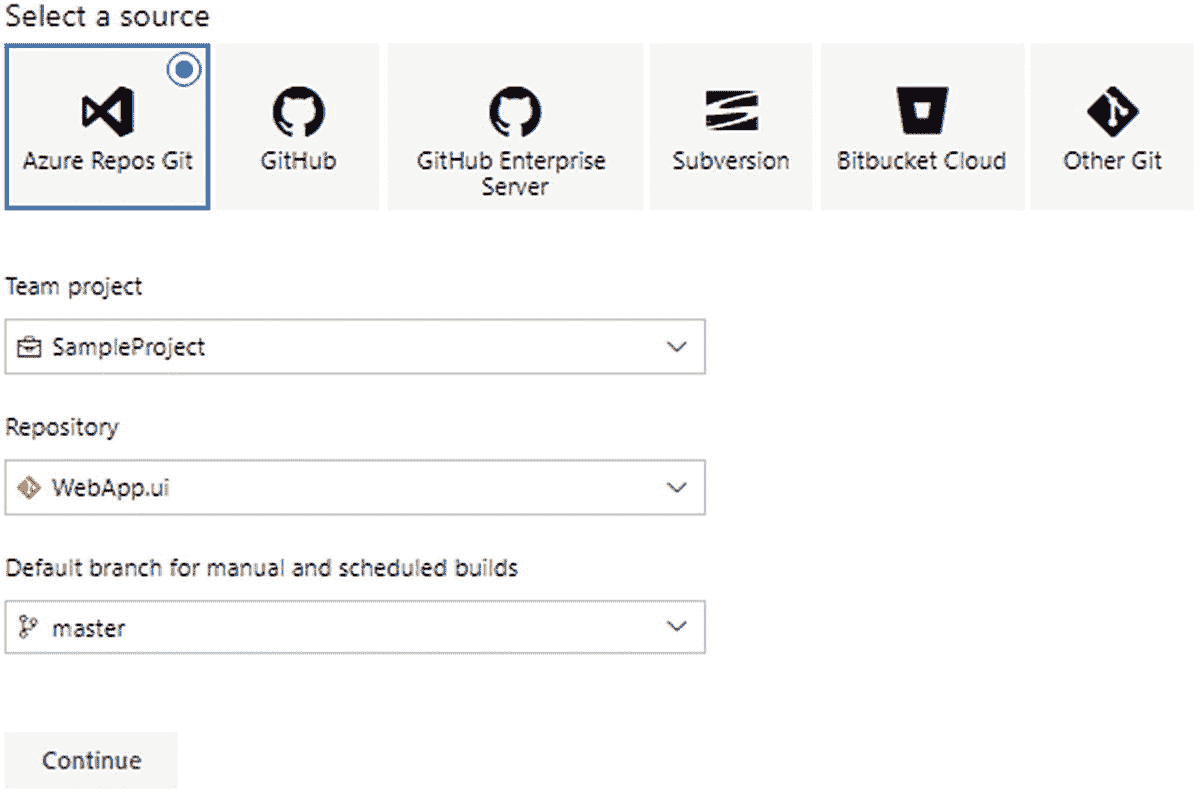 Select a source
Azure Repos Git
GitHub
GitHub Enterprise
Server
Subversion
Bitbucket Cloud
Other Git
Team project
SampleProject
Repository
WebApp.ui
Default branch for manual and scheduled builds
master
Continue